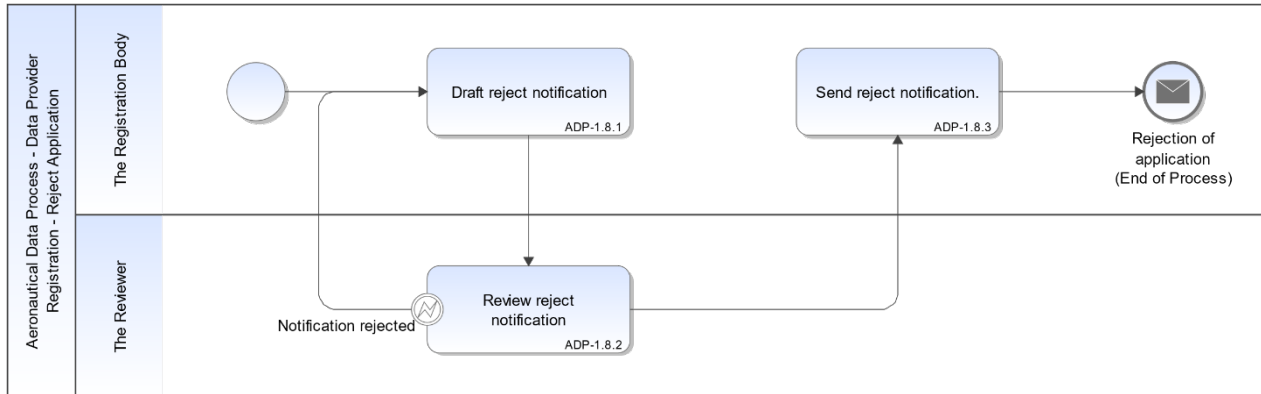 Aeronautical Data Process - Data Provider
Registration - Reject Application
The Registration Body
Draft reject notification
ADP-1.8.1
Send reject notification.
ADP-1.8.3
Rejection of
application
(End of Process)
The Reviewer
Notification rejected
Review reject
notification
ADP-1.8.2